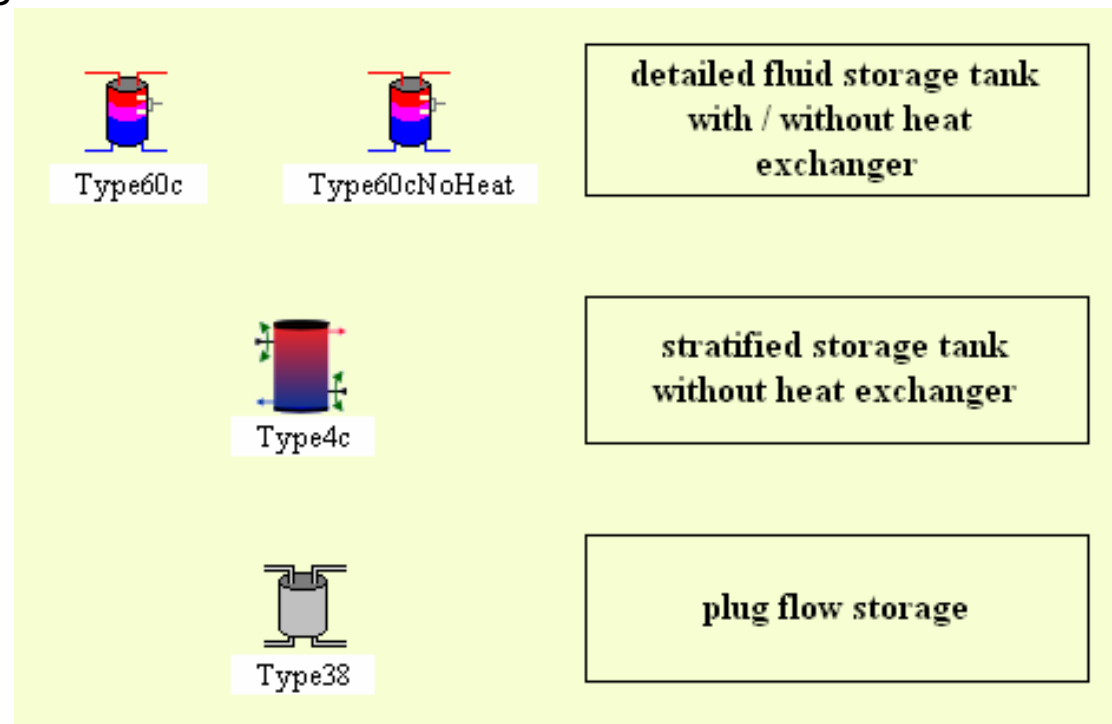 Type60c
Type60cNoHeat
detailed fluid storage tank
with / without heat
exchanger
Type4c
stratified storage tank
without heat exchanger
Type38
plug flow storage